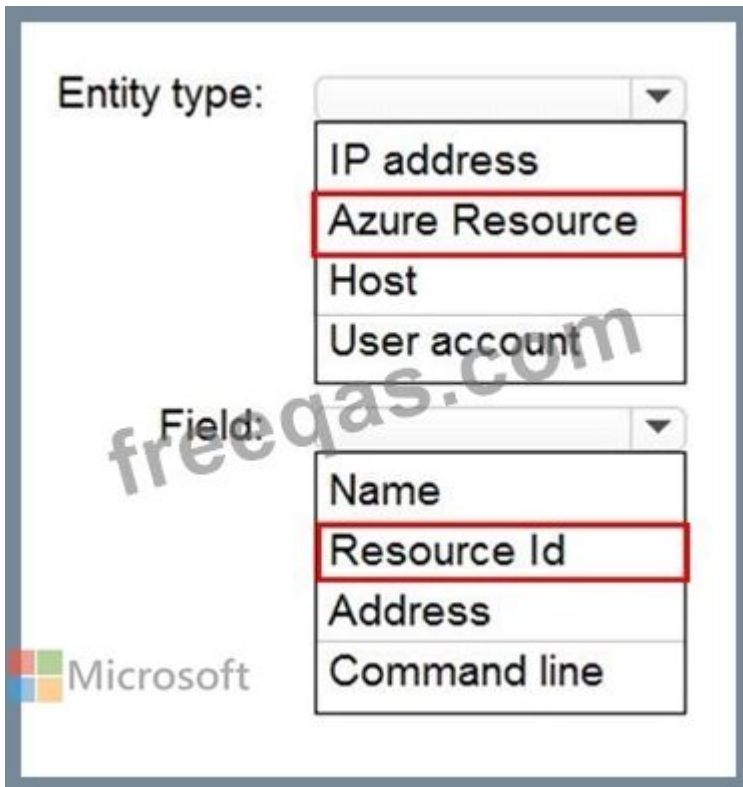 Entity type:
IP address
Azure Resource
Host
User account
freeqas.com
Field:
Name
Resource Id
Address
Command line
Microsoft